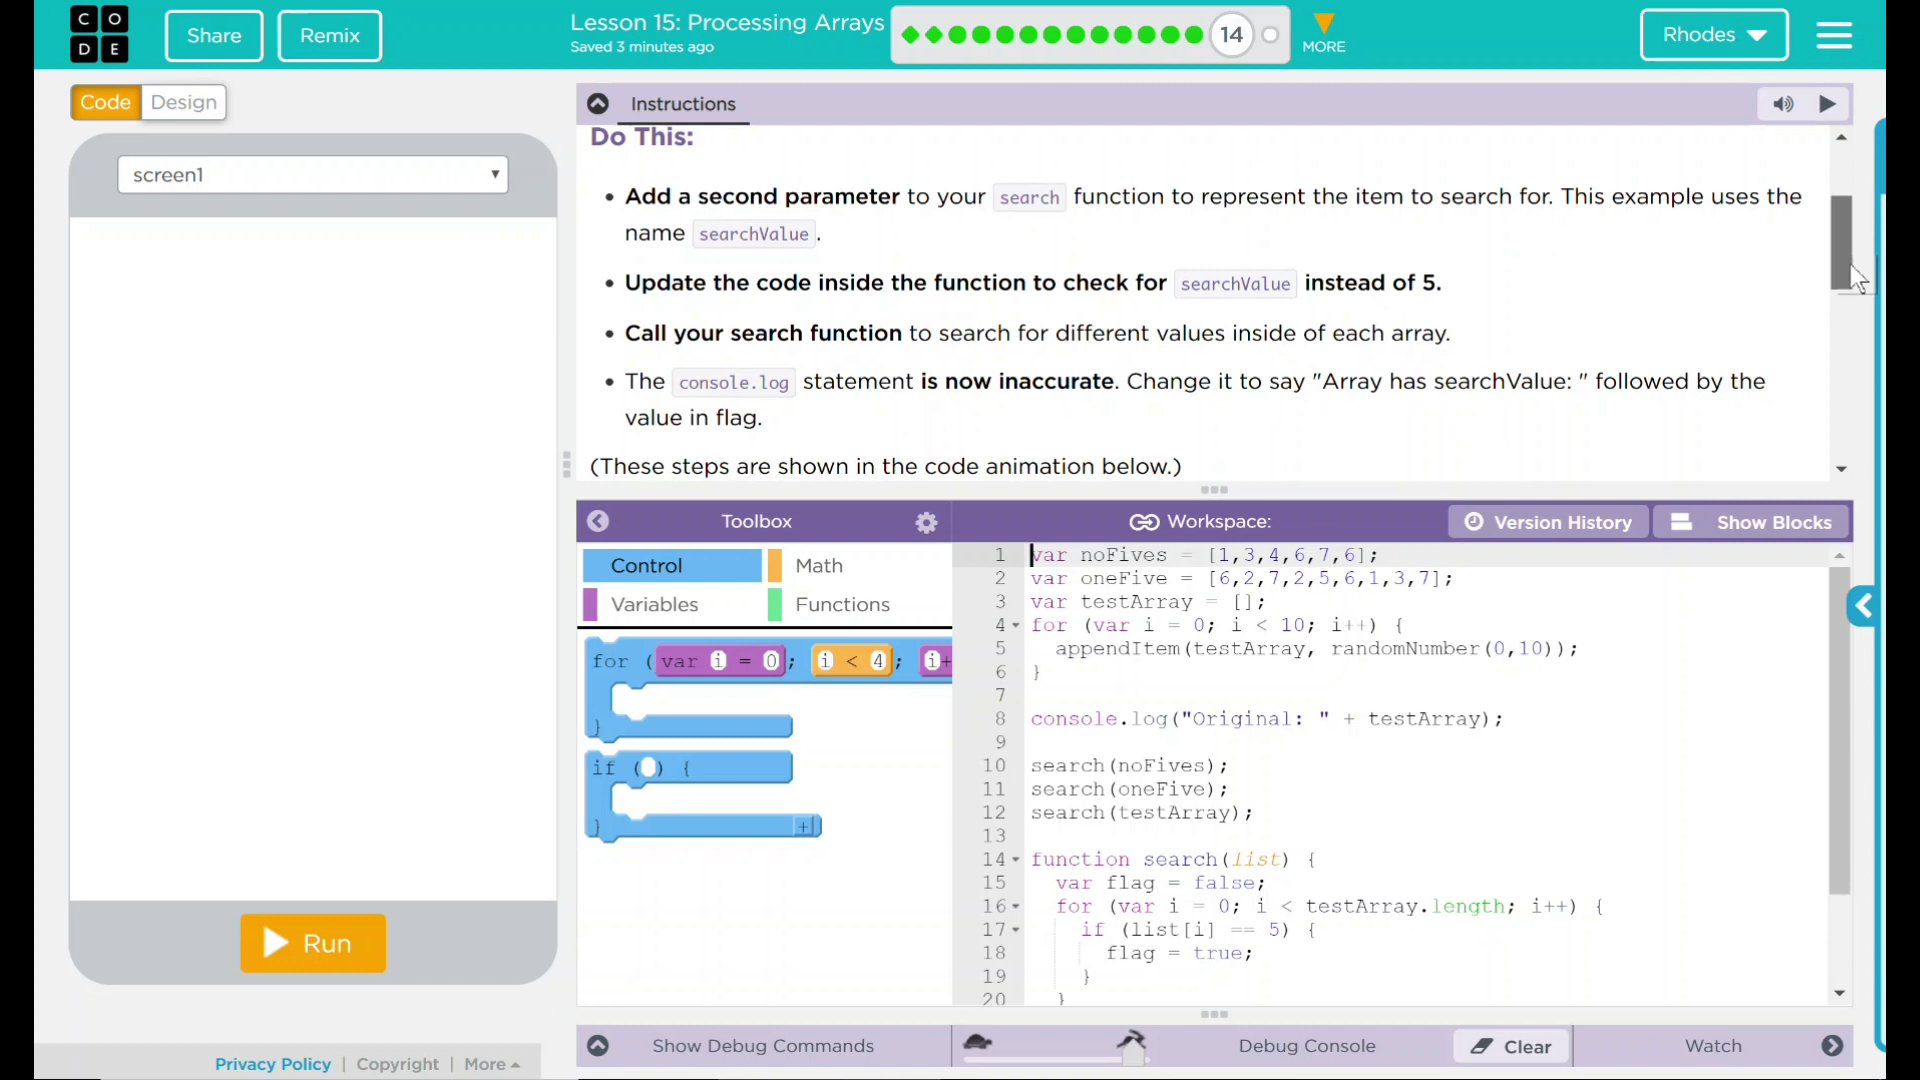 CO
DE
Share
Remix
Lesson 15: Processing Arrays
Saved 3 minutes ago
14
MORE
Rhodes
Code
Design
screen1
Run
Privacy Policy | Copyright | More
Instructions
Do This:
Add a second parameter to your search function to represent the item to search for. This example uses the
name searchValue.
Update the code inside the function to check for searchValue instead of 5.
Call your search function to search for different values inside of each array.
The console.log statement is now inaccurate. Change it to say "Array has searchValue: " followed by the
value in flag.
(These steps are shown in the code animation below.)
Toolbox
Workspace:
Version History
Show Blocks
Control
Math
Variables
Functions
for (var i = 0; i < 4; i+
}
if () {
} +
1 var noFives = [1,3,4,6,7,6];
2 var oneFive = [6,2,7,2,5,6,1,3,7];
3 var testArray = [];
4 for (var i = 0; i < 10; i++) {
5 appendItem(testArray, randomNumber(0,10));
6 }
7
8 console.log("Original: " + testArray);
9
10 search(noFives);
11 search(oneFive);
12 search(testArray);
13
14 function search(list) {
15 var flag = false;
16 for (var i = 0; i < testArray.length; i++) {
17 if (list[i] == 5) {
18 flag = true;
19 }
20 }
Show Debug Commands
Debug Console
Clear
Watch